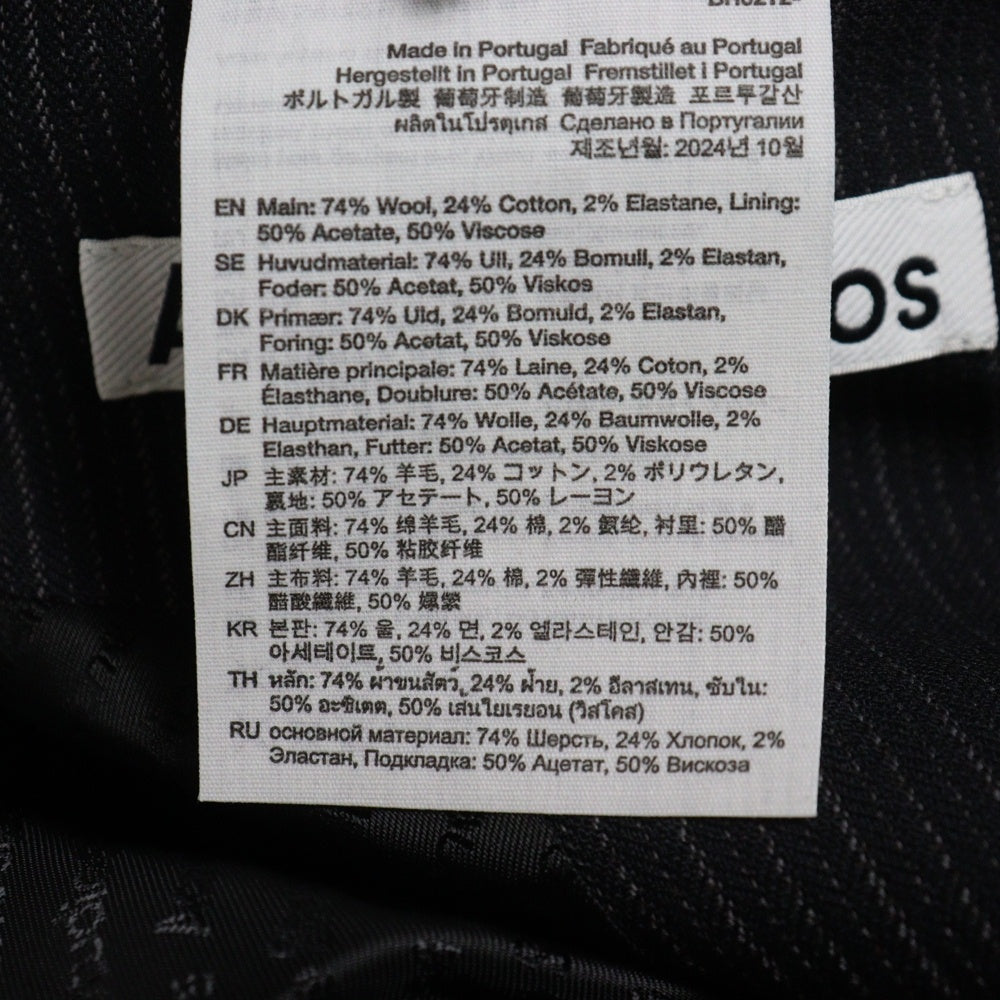 Made in Portugal Fabriqué au Portugal
Hergestellt in Portugal Fremstillet i Portugal
ポルトガル製 葡萄牙制造 葡萄牙製造 포르투갈산
ผลิตในโปรตุเกส Сделано в Португалии
제조년월: 2024년 10월
EN Main: 74% Wool, 24% Cotton, 2% Elastane, Lining:
50% Acetate, 50% Viscose
SE Huvudmaterial: 74% Ull, 24% Bomull, 2% Elastan,
Foder: 50% Acetat, 50% Viskos
DK Primær: 74% Uld, 24% Bomuld, 2% Elastan,
Foring: 50% Acetat, 50% Viskose
FR Matière principale: 74% Laine, 24% Coton, 2%
Élasthane, Doublure: 50% Acétate, 50% Viscose
DE Hauptmaterial: 74% Wolle, 24% Baumwolle, 2%
Elasthan, Futter: 50% Acetat, 50% Viskose
JP 主素材: 74% 羊毛, 24% コットン, 2% ポリウレタン,
裏地: 50% アセテート, 50% レーヨン
CN 主面料: 74% 绵羊毛, 24% 棉, 2% 氨纶, 衬里: 50% 醋
酯纤维, 50% 粘胶纤维
ZH 主布料: 74% 羊毛, 24% 棉, 2% 彈性纖維, 內裡: 50%
醋酸纖維, 50% 嫘縈
KR 본판: 74% 울, 24% 면, 2% 엘라스테인, 안감: 50%
아세테이트, 50% 비스코스
TH หลัก: 74% ผ้าขนสัตว์, 24% ฝ้าย, 2% อีลาสเทน, ซับใน:
50% อะซิเตต, 50% เส้นใยเรยอน (วิสโคส)
RU основной материал: 74% Шерсть, 24% Хлопок, 2%
Эластан, Подкладка: 50% Ацетат, 50% Вискоза
A
OS